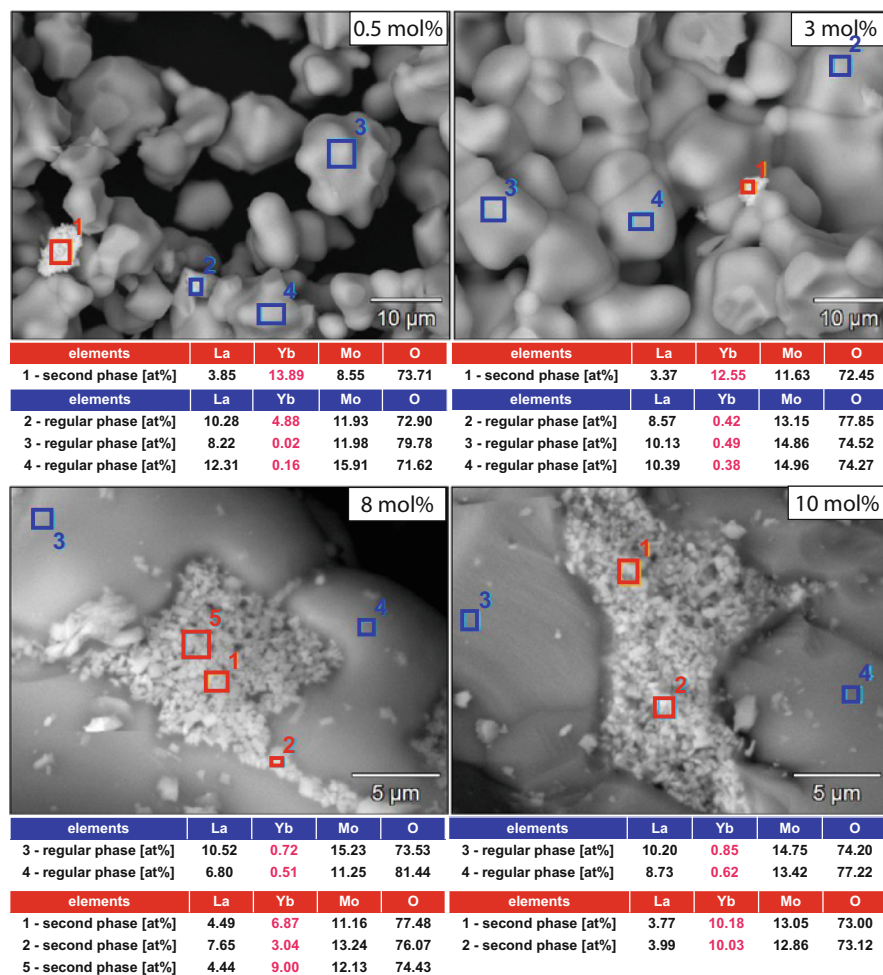 0.5 mol%
3
1
2
4
10 µm
3 mol%
2
1
3
4
10 µm
elements La Yb Mo O
1 - second phase [at%] 3.85 13.89 8.55 73.71
elements La Yb Mo O
2 - regular phase [at%] 10.28 4.88 11.93 72.90
3 - regular phase [at%] 8.22 0.02 11.98 79.78
4 - regular phase [at%] 12.31 0.16 15.91 71.62
elements La Yb Mo O
1 - second phase [at%] 3.37 12.55 11.63 72.45
elements La Yb Mo O
2 - regular phase [at%] 8.57 0.42 13.15 77.85
3 - regular phase [at%] 10.13 0.49 14.86 74.52
4 - regular phase [at%] 10.39 0.38 14.96 74.27
8 mol%
3
4
5
1
2
5 µm
10 mol%
1
3
4
2
5 µm
elements La Yb Mo O
3 - regular phase [at%] 10.52 0.72 15.23 73.53
4 - regular phase [at%] 6.80 0.51 11.25 81.44
elements La Yb Mo O
1 - second phase [at%] 4.49 6.87 11.16 77.48
2 - second phase [at%] 7.65 3.04 13.24 76.07
5 - second phase [at%] 4.44 9.00 12.13 74.43
elements La Yb Mo O
3 - regular phase [at%] 10.20 0.85 14.75 74.20
4 - regular phase [at%] 8.73 0.62 13.42 77.22
elements La Yb Mo O
1 - second phase [at%] 3.77 10.18 13.05 73.00
2 - second phase [at%] 3.99 10.03 12.86 73.12